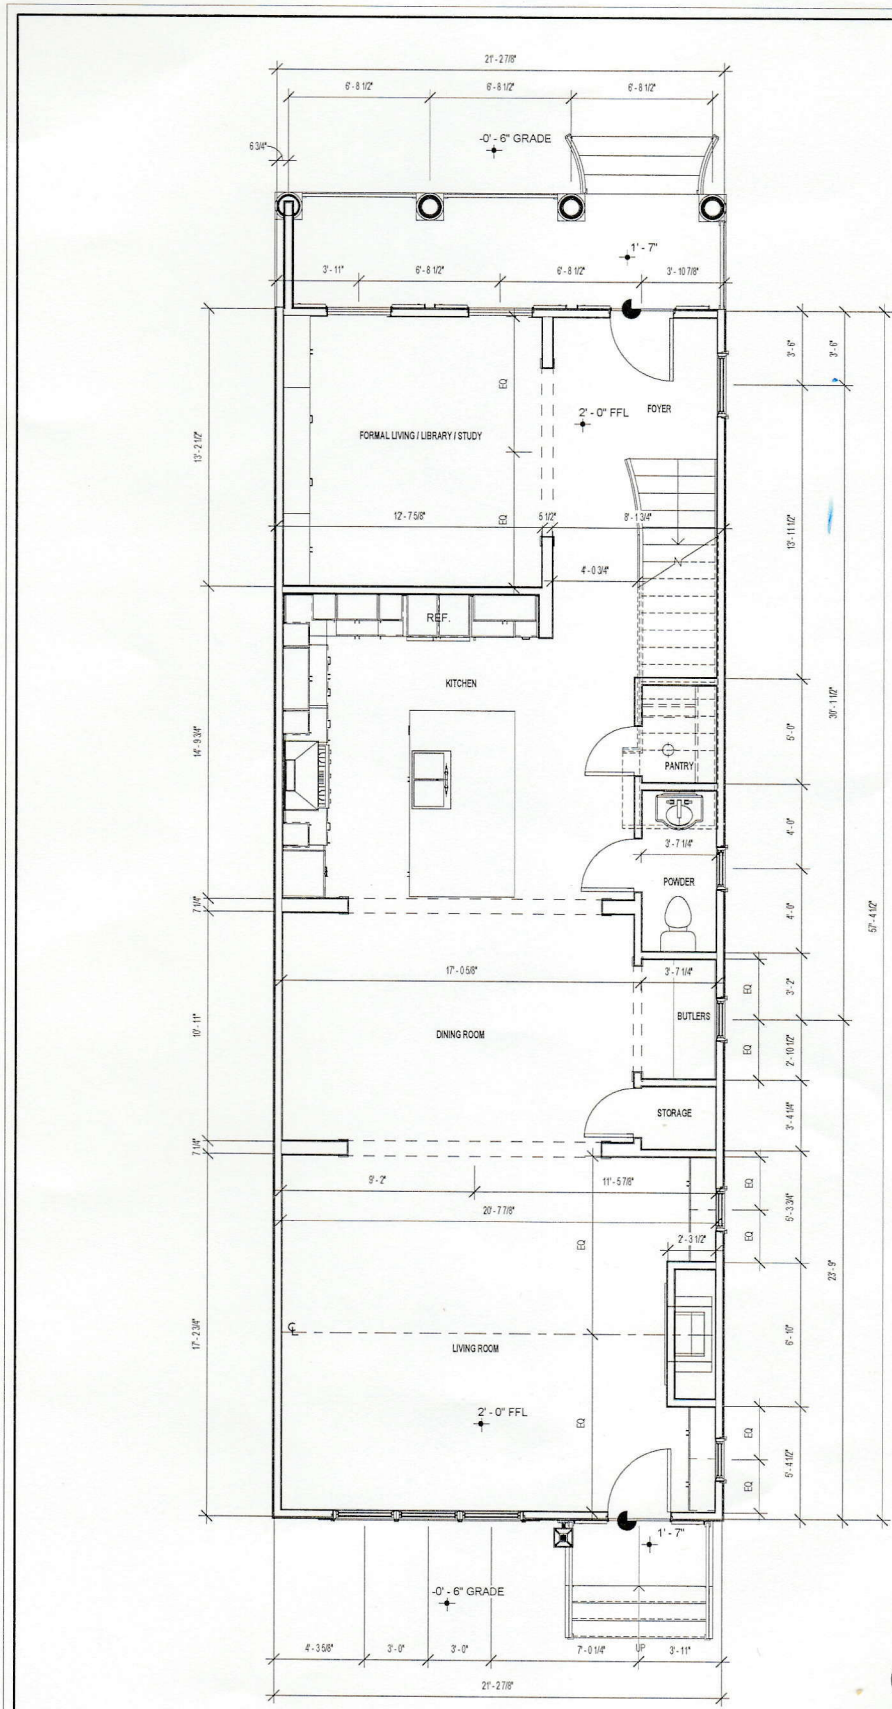 21' - 2 7/8"
6' - 8 1/2" 6' - 8 1/2" 6' - 8 1/2"
-0' - 6" GRADE
6 3/4"
1' - 7"
3' - 11" 6' - 8 1/2" 6' - 8 1/2" 3' - 10 7/8"
3' - 6" 3' - 6"
EQ
2' - 0" FFL
FOYER
FORMAL LIVING / LIBRARY / STUDY
13' - 2 1/2"
12' - 7 5/8" 5 1/2" 8' - 1 3/4"
EQ
13' - 11 1/2"
4' - 0 3/4"
N
REF.
KITCHEN
30' - 1 1/2"
5' - 0"
14' - 9 3/4"
PANTRY
4' - 0"
3' - 7 1/4"
POWDER
7 1/4"
4' - 0"
57' - 4 1/2"
17' - 0 5/8" 3' - 7 1/4"
EQ
3' - 2"
BUTLERS
10' - 11"
DINING ROOM
EQ
2' - 10 1/2"
STORAGE
3' - 4 1/4"
7 1/4"
9' - 2" 11' - 5 7/8"
EQ
5' - 3 3/4"
20' - 7 7/8"
EQ
2' - 3 1/2"
EQ
23' - 9"
17' - 2 3/4"
CL
LIVING ROOM
6' - 10"
2' - 0" FFL
EQ
EQ
5' - 4 1/2"
EQ
1' - 7"
-0' - 6" GRADE
4' - 3 5/8" 3' - 0" 3' - 0" 7' - 0 1/4" UP 3' - 11"
21' - 2 7/8"